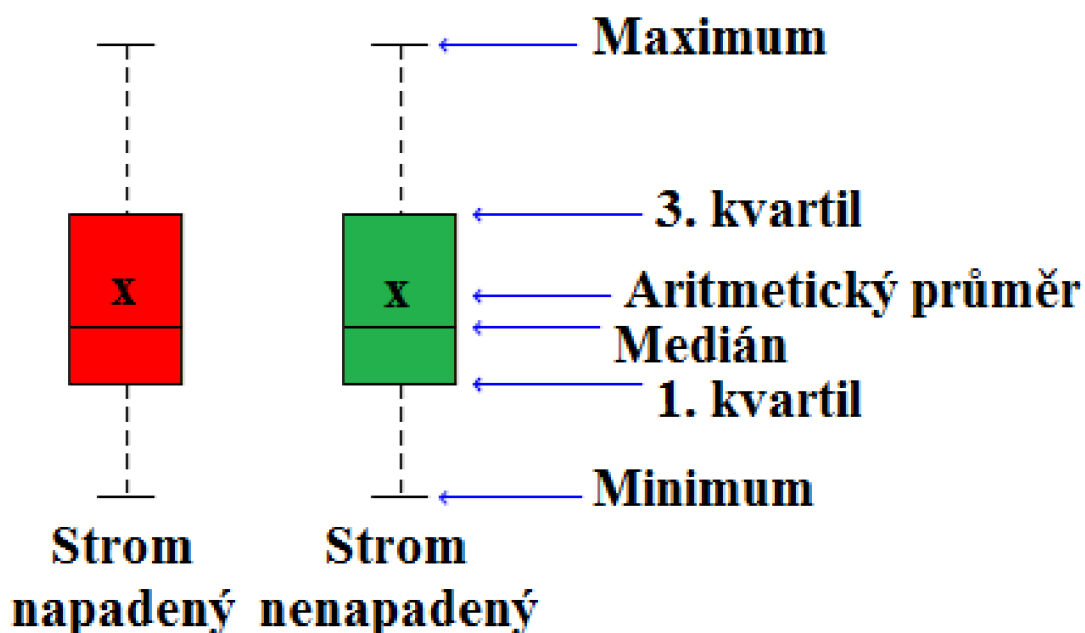 Maximum
3. kvartil
x
x
Aritmetický průměr
Medián
1. kvartil
Minimum
Strom
napadený
Strom
nenapadený